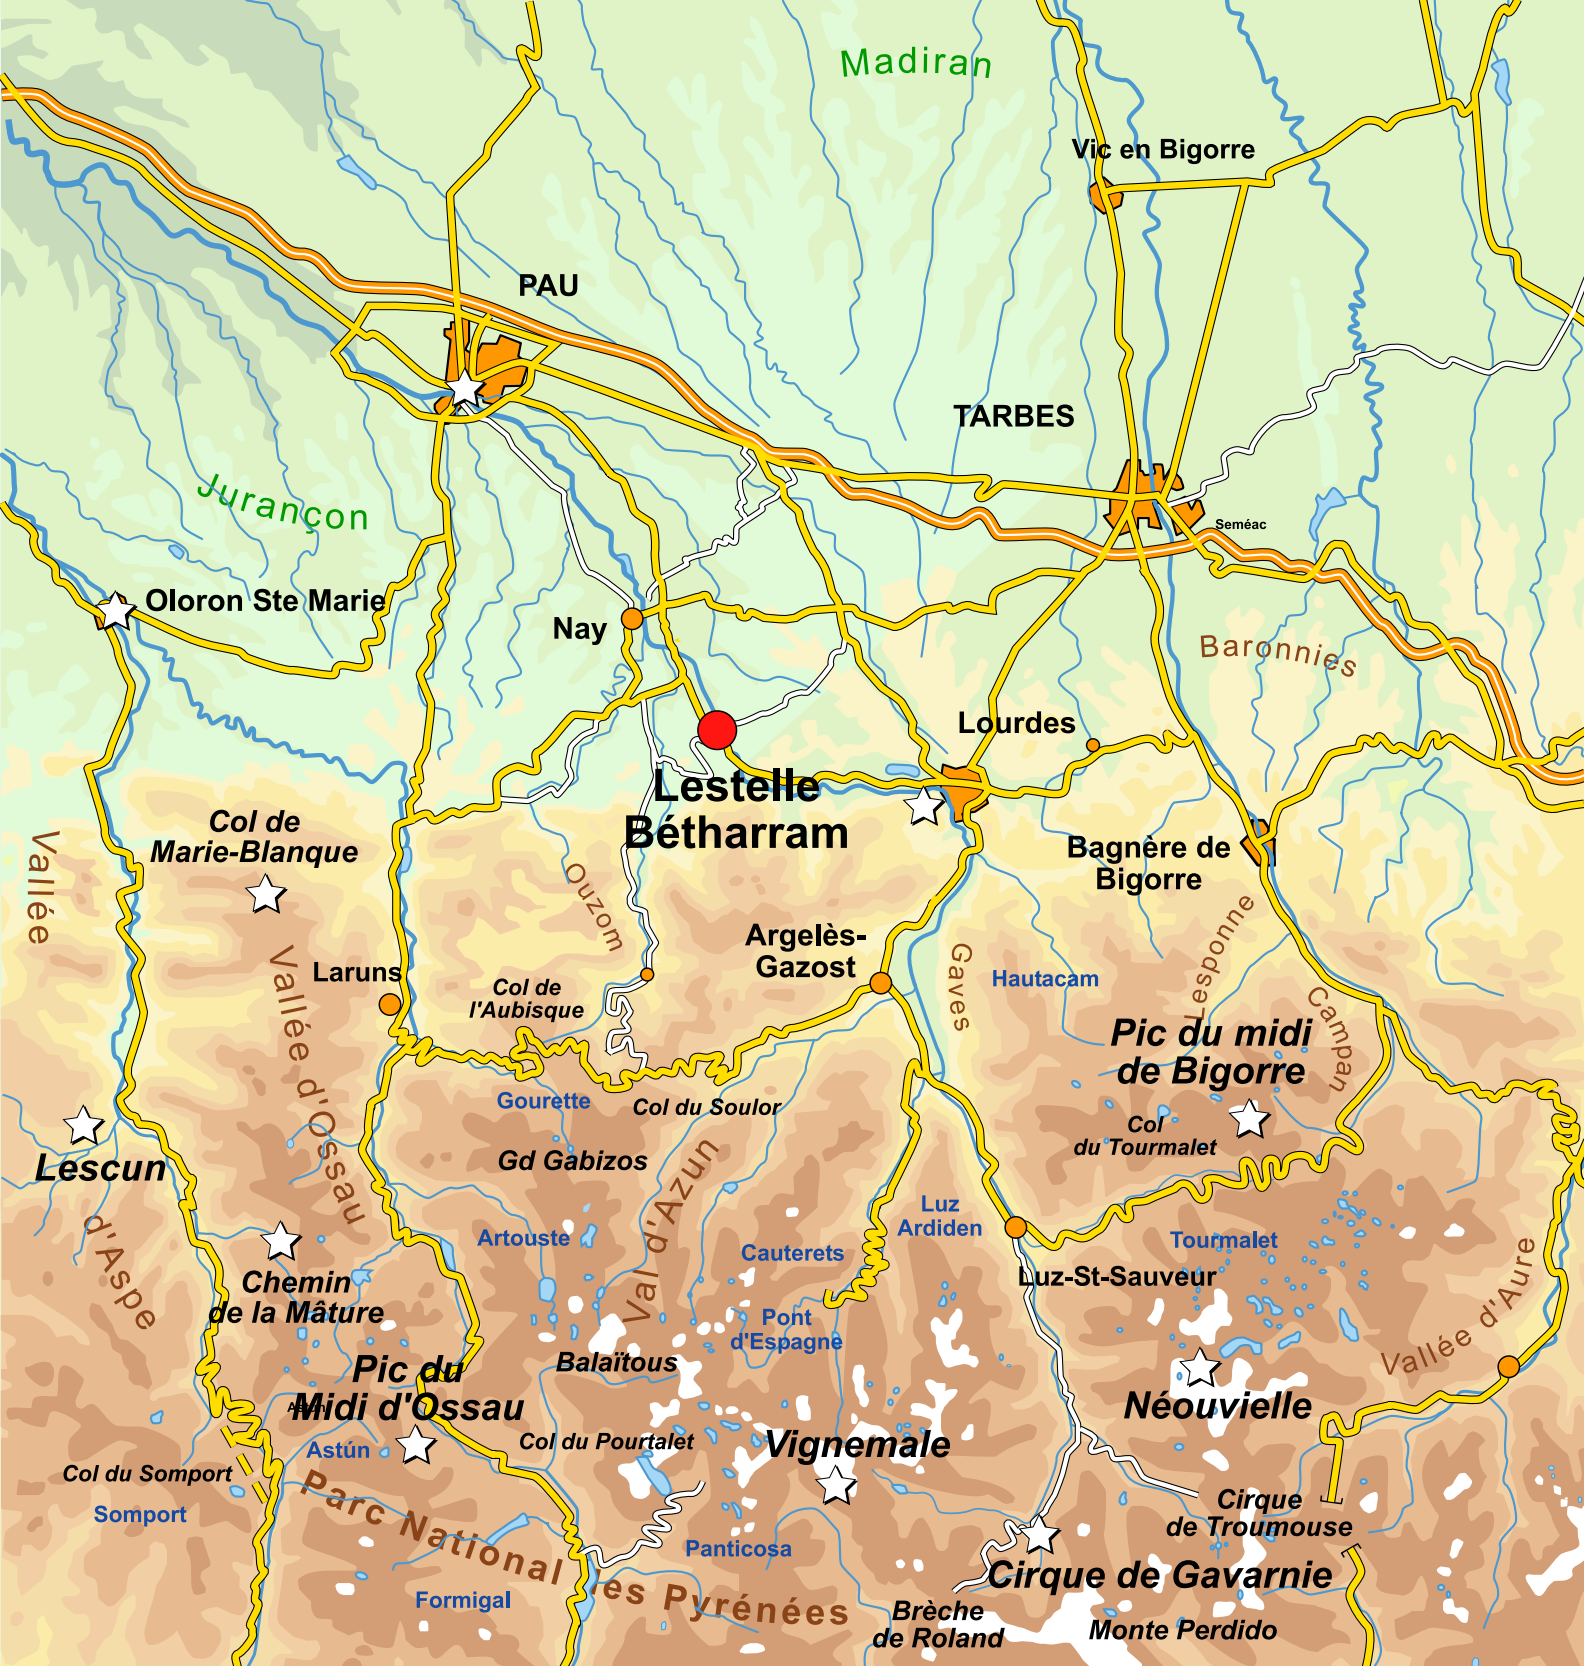 Madiran
Vic en Bigorre
PAU
TARBES
Jurançon
Seméac
Oloron Ste Marie
Nay
Baronnies
Lourdes
Lestelle
Bétharram
Col de
Marie-Blanque
Vallée
d'Aspe
Bagnère de
Bigorre
Ouzom
Argelès-
Gazost
Gaves
Lesponne
Laruns
Vallée d'Ossau
Col de
l'Aubisque
Hautacam
Campan
Pic du midi
de Bigorre
Gourette
Col du Soulor
Col
du Tourmalet
Lescun
Gd Gabizos
Val d'Azun
Luz
Ardiden
Artouste
Cauterets
Tourmalet
Vallée d'Aure
Chemin
de la Mâture
Luz-St-Sauveur
Pont
d'Espagne
Pic du
Midi d'Ossau
Balaïtous
Astún
Néouvielle
Astún
Col du Pourtalet
Vignemale
Col du Somport
Somport
Parc National des Pyrénées
Cirque
de Troumouse
Panticosa
Cirque de Gavarnie
Formigal
Brèche
de Roland
Monte Perdido